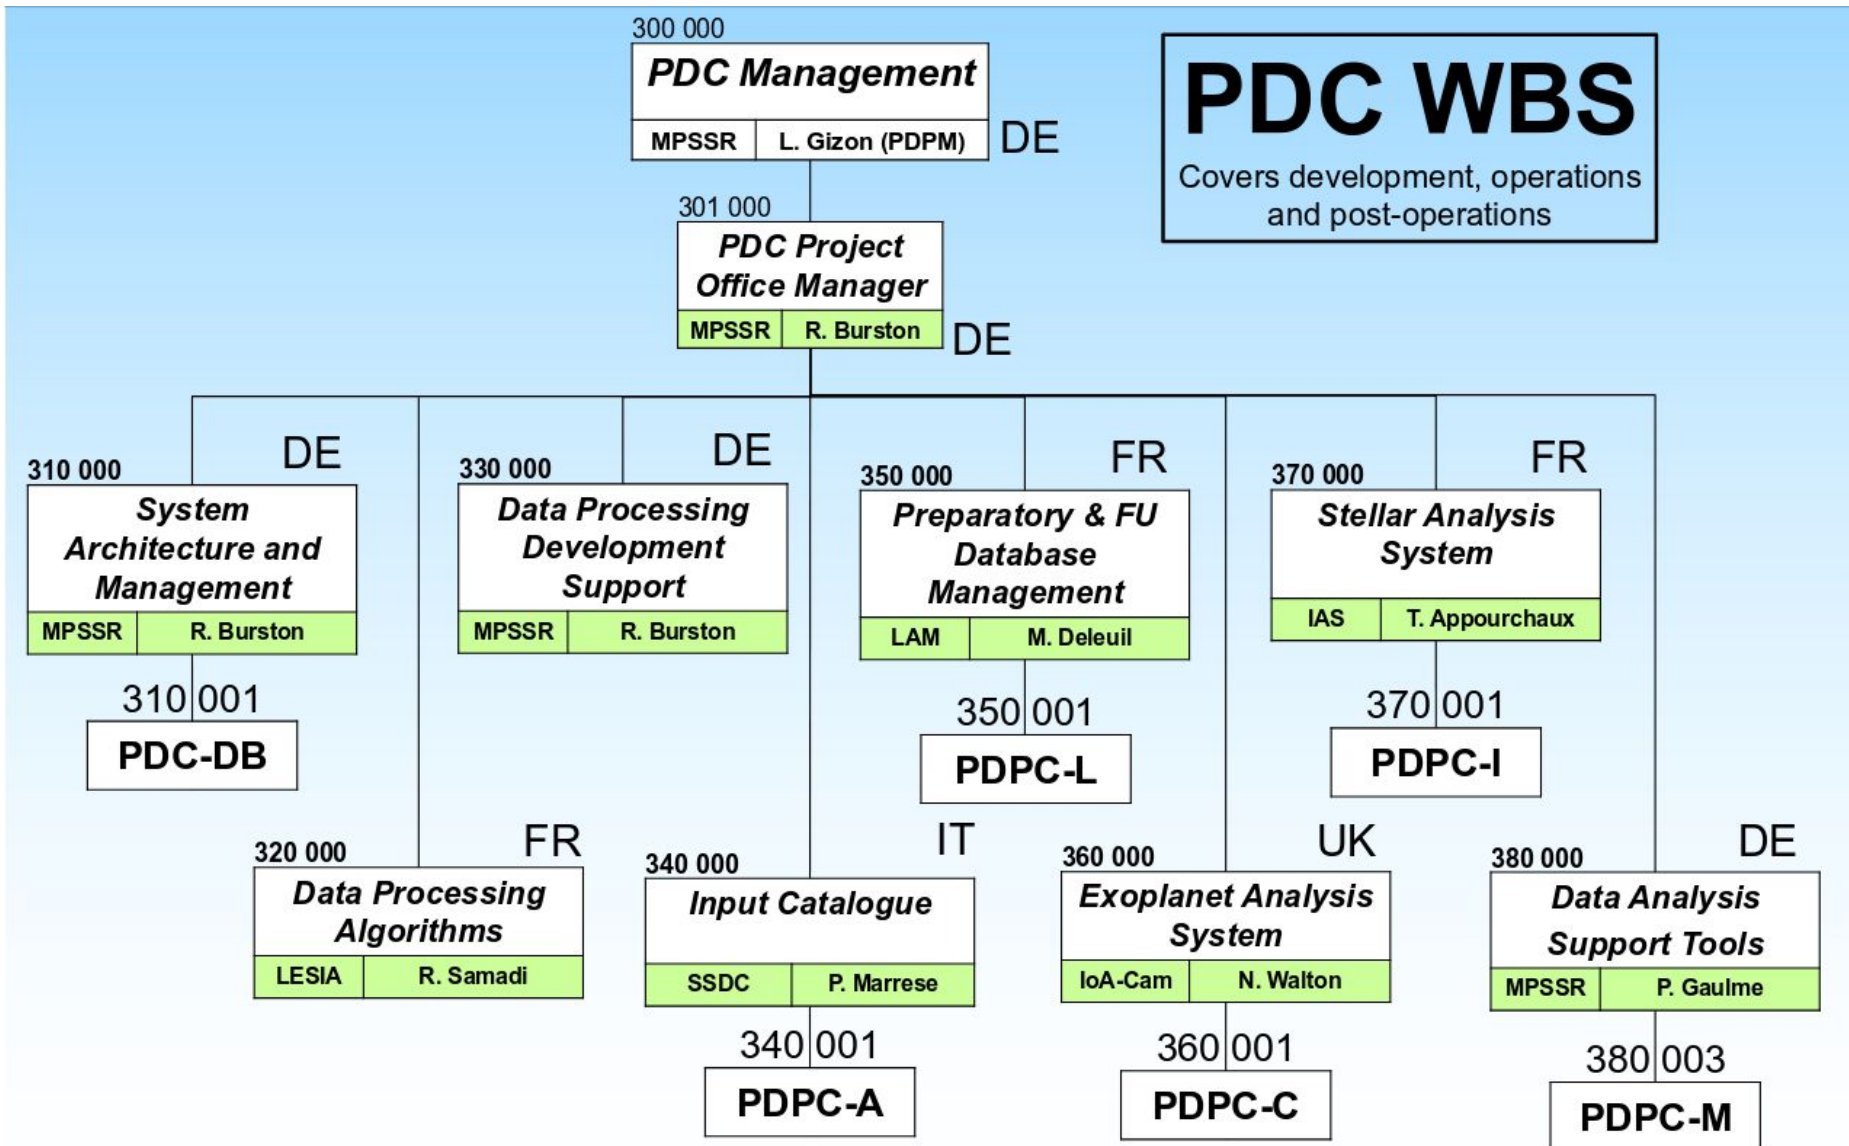 300 000
PDC Management
MPSSR L. Gizon (PDPM)
DE
PDC WBS
Covers development, operations
and post-operations
301 000
PDC Project
Office Manager
MPSSR R. Burston
DE
310 000
DE
System
Architecture and
Management
MPSSR R. Burston
310 001
PDC-DB
330 000
DE
Data Processing
Development
Support
MPSSR R. Burston
350 000
FR
Preparatory & FU
Database
Management
LAM M. Deleuil
350 001
PDPC-L
370 000
FR
Stellar Analysis
System
IAS T. Appourchaux
370 001
PDPC-I
320 000
FR
Data Processing
Algorithms
LESIA R. Samadi
340 000
IT
Input Catalogue
SSDC P. Marrese
340 001
PDPC-A
360 000
UK
Exoplanet Analysis
System
IoA-Cam N. Walton
360 001
PDPC-C
380 000
DE
Data Analysis
Support Tools
MPSSR P. Gaulme
380 003
PDPC-M